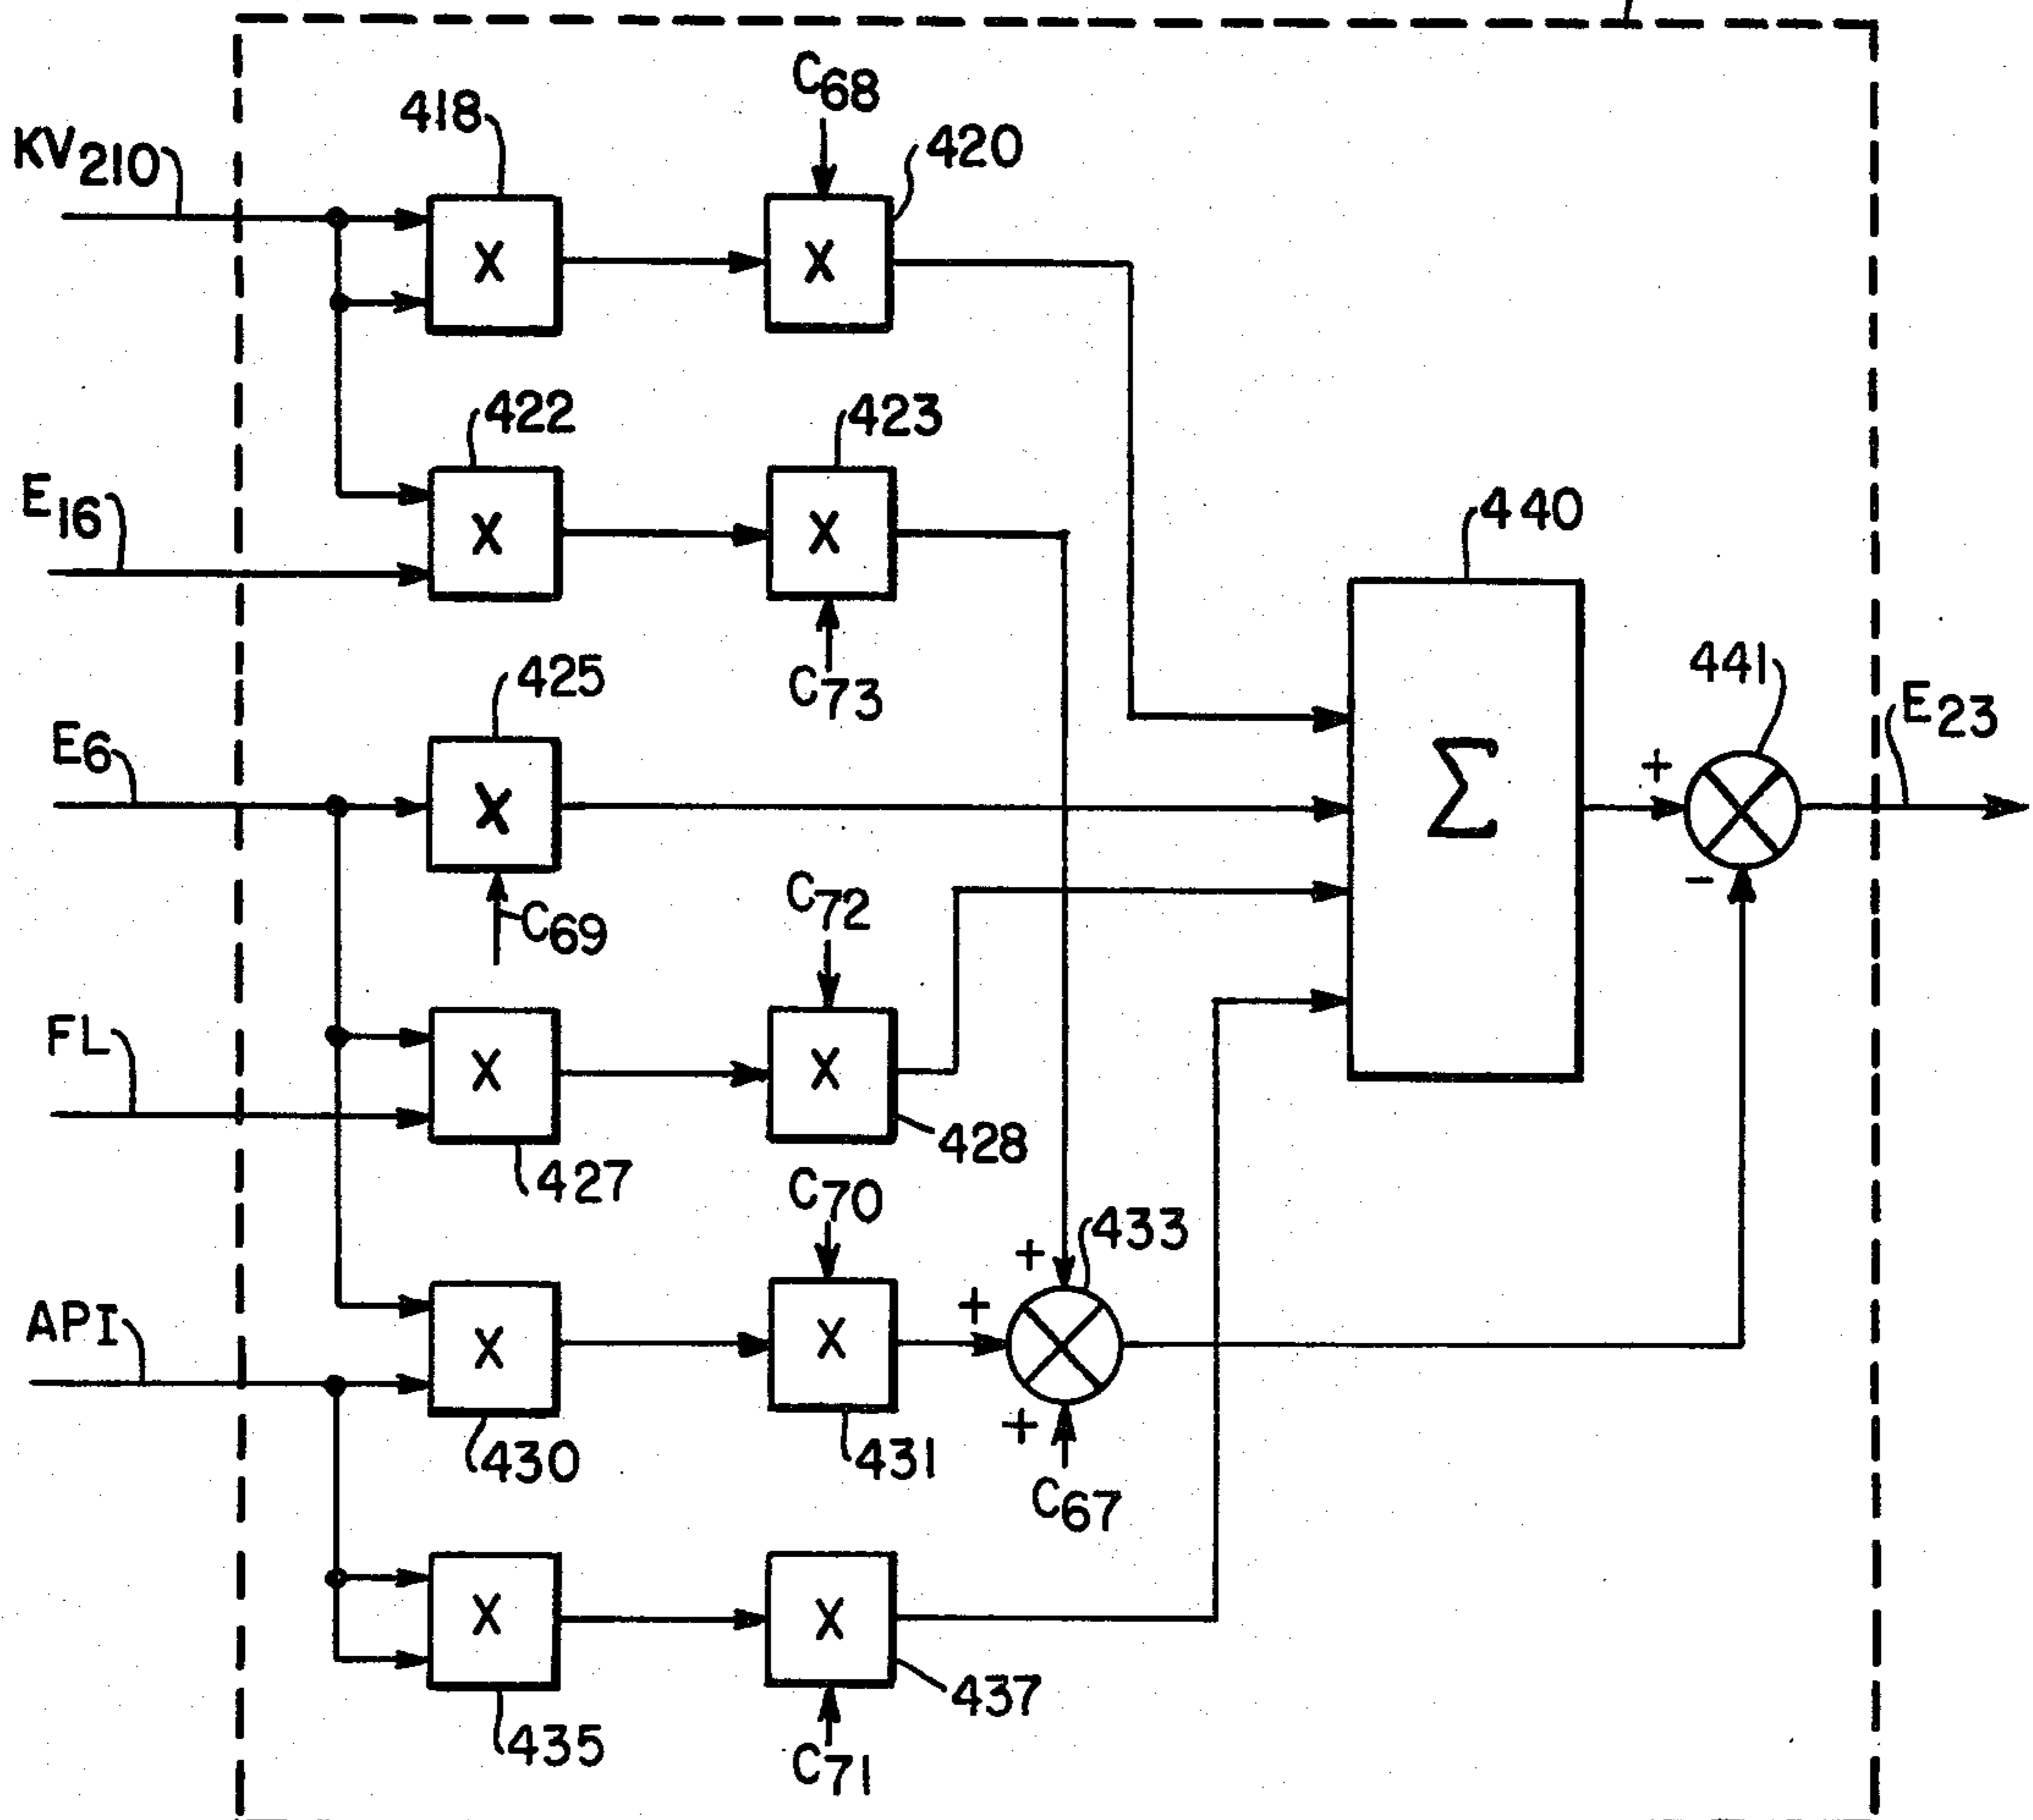 C68
418
420
KV210
X
X
422
423
E16
X
X
440
C73
425
441
E23
E6
X
Σ
+
C72
−
C69
FL
X
X
428
427
C70
433
+
API
+
X
X
430
431
+
C67
X
X
437
435
C71